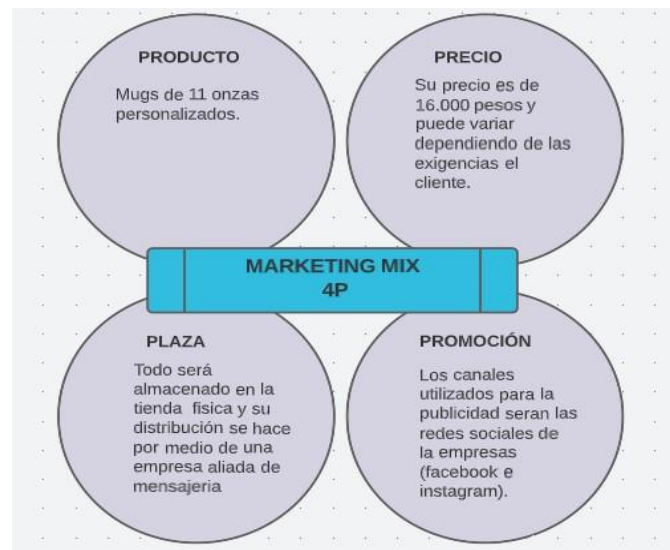 PRODUCTO
Mugs de 11 onzas
personalizados.
PRECIO
Su precio es de
16.000 pesos y
puede variar
dependiendo de las
exigencias el
cliente.
MARKETING MIX
4P
PLAZA
Todo será
almacenado en la
tienda física y su
distribución se hace
por medio de una
empresa aliada de
mensajeria
PROMOCIÓN
Los canales
utilizados para la
publicidad seran las
redes sociales de
la empresas
(facebook e
instagram).